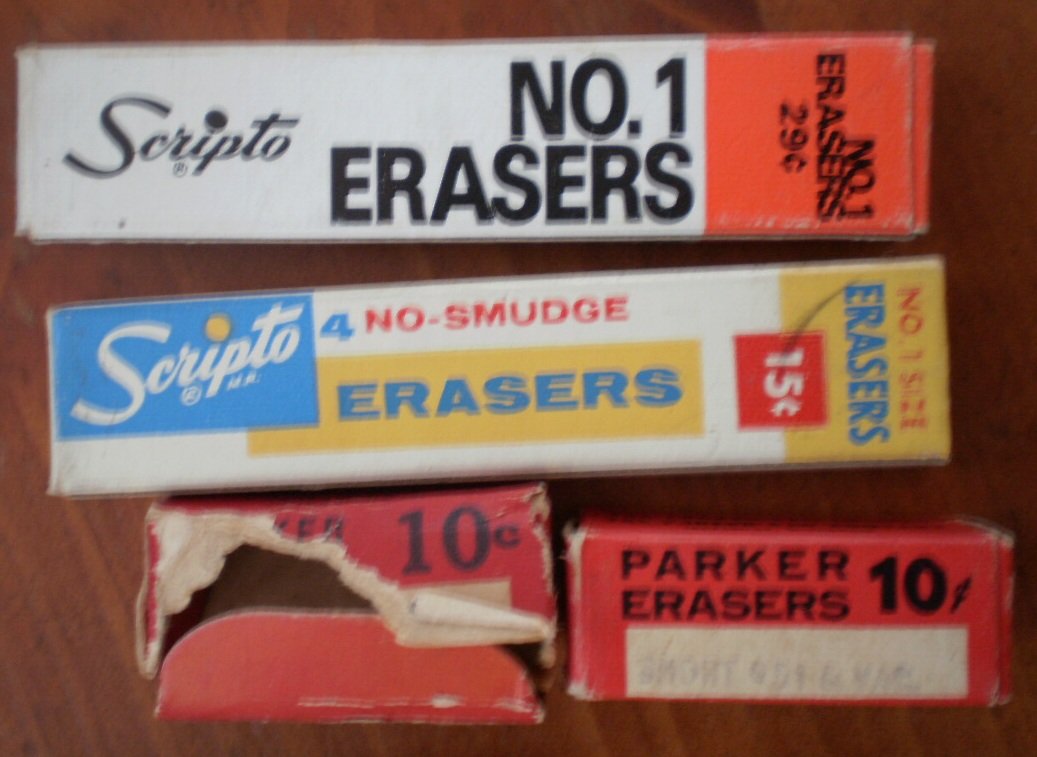 Scripto
®
NO. 1
ERASERS
NO. 1
ERASERS
29¢
Scripto
® M.R.
4 NO-SMUDGE
ERASERS
15¢
NO. 1 SIZE
ERASERS
10¢
PARKER 10¢
ERASERS